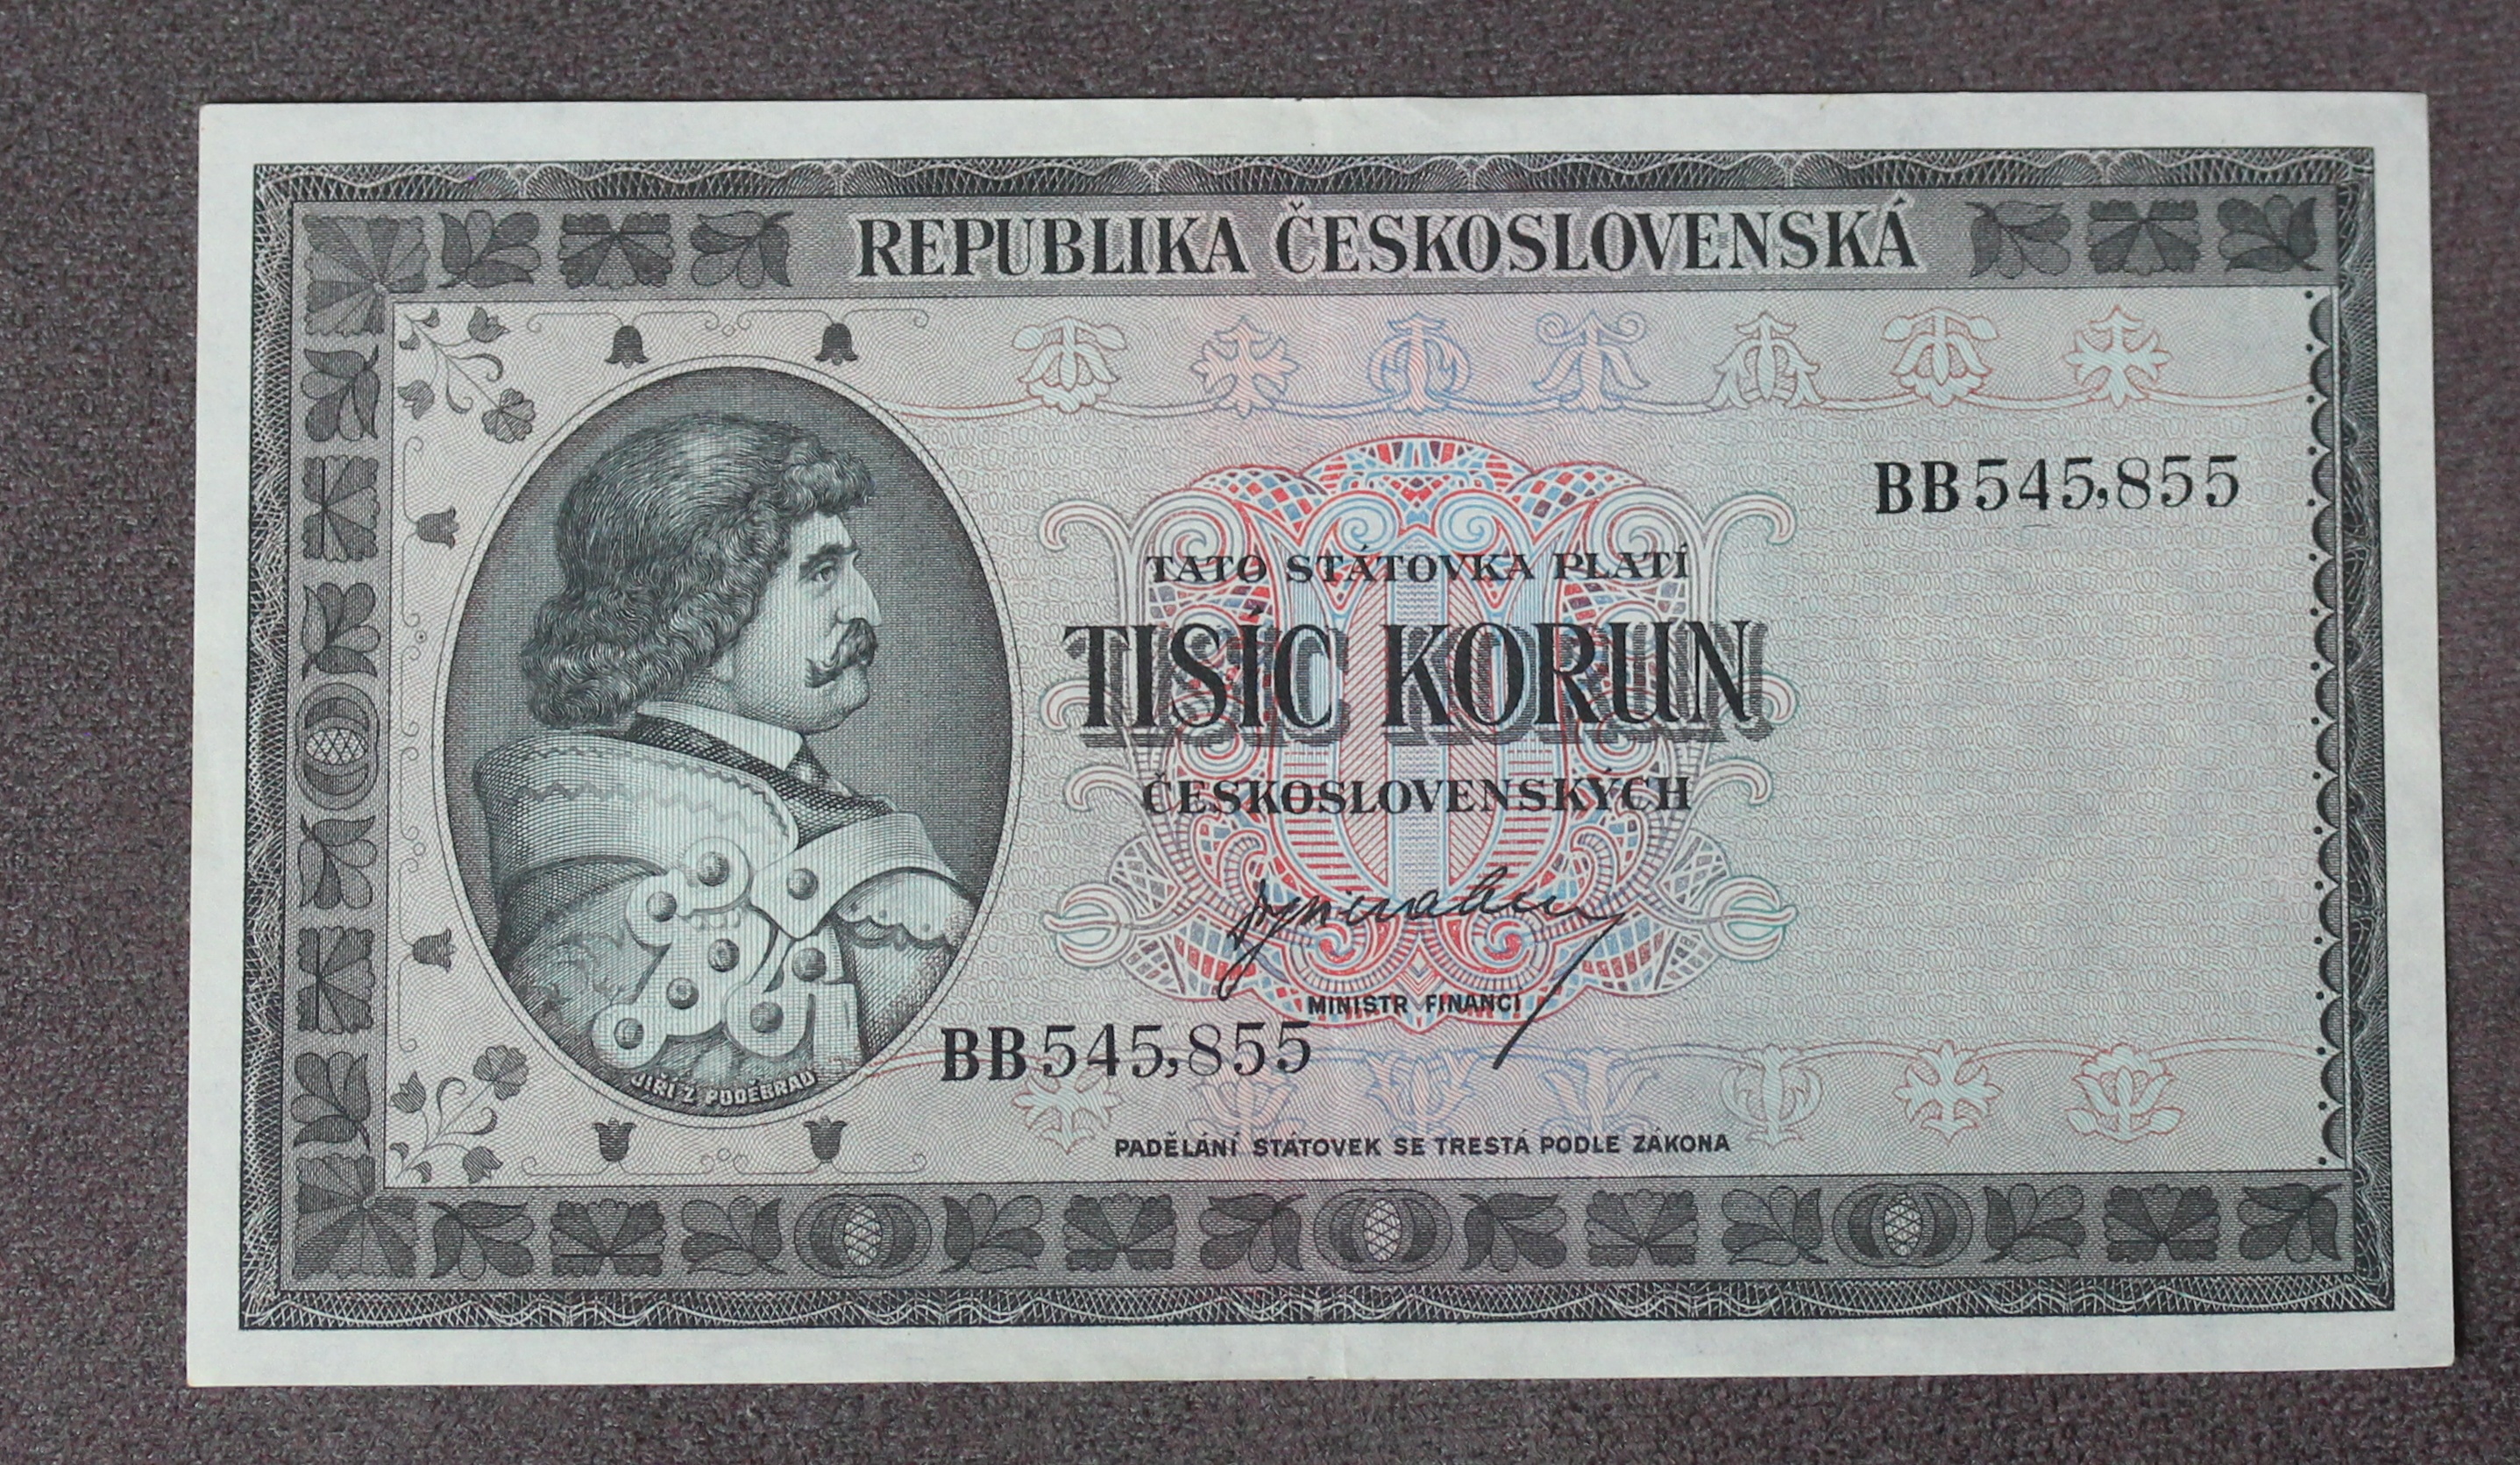 REPUBLIKA ČESKOSLOVENSKÁ
BB 545,855
TATO STÁTOVKA PLATÍ
TISÍC KORUN
ČESKOSLOVENSKÝCH
MINISTR FINANCÍ
BB 545,855
JIŘÍ Z PODĚBRAD
PADĚLÁNÍ STÁTOVEK SE TRESTÁ PODLE ZÁKONA